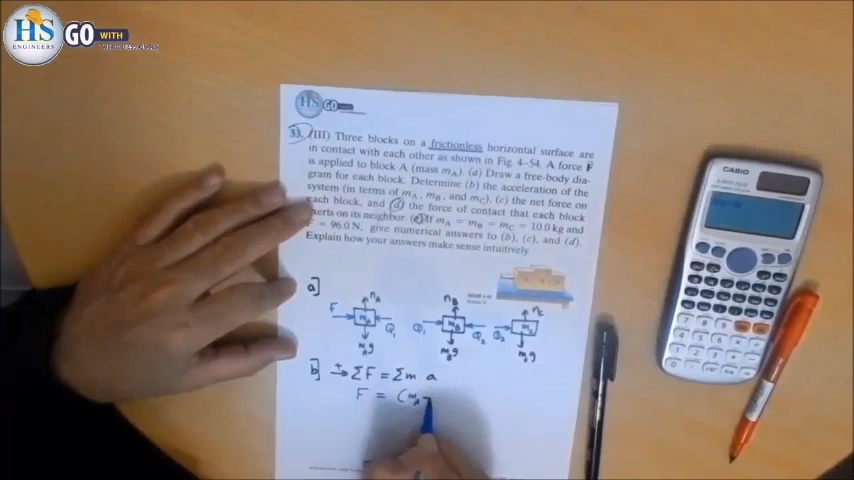 HS
ENGINEERS
GO WITH
HS GO
33. (III) Three blocks on a frictionless horizontal surface are
in contact with each other as shown in Fig. 4–54. A force F
is applied to block A (mass mA). (a) Draw a free-body dia-
gram for each block. Determine (b) the acceleration of the
system (in terms of mA, mB, and mC), (c) the net force on
each block, and (d) the force of contact that each block
exerts on its neighbor. (e) If mA = mB = mC = 10.0 kg and
F = 96.0 N, give numerical answers to (b), (c), and (d).
Explain how your answers make sense intuitively.
a]
nA nB nC
F mA Q1 Q1 mB Q2 Q2 mC
mAg mBg mCg
b] + → ΣF = Σm a
F = (mA
CASIO